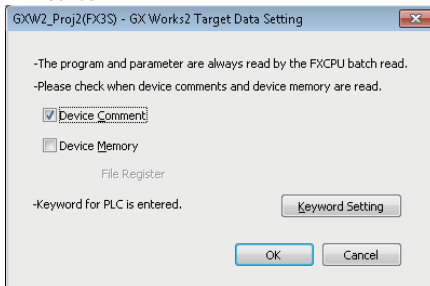 GXW2_Proj2(FX3S) - GX Works2 Target Data Setting
-The program and parameter are always read by the FXCPU batch read.
-Please check when device comments and device memory are read.
Device Comment
Device Memory
File Register
-Keyword for PLC is entered.
Keyword Setting
OK
Cancel